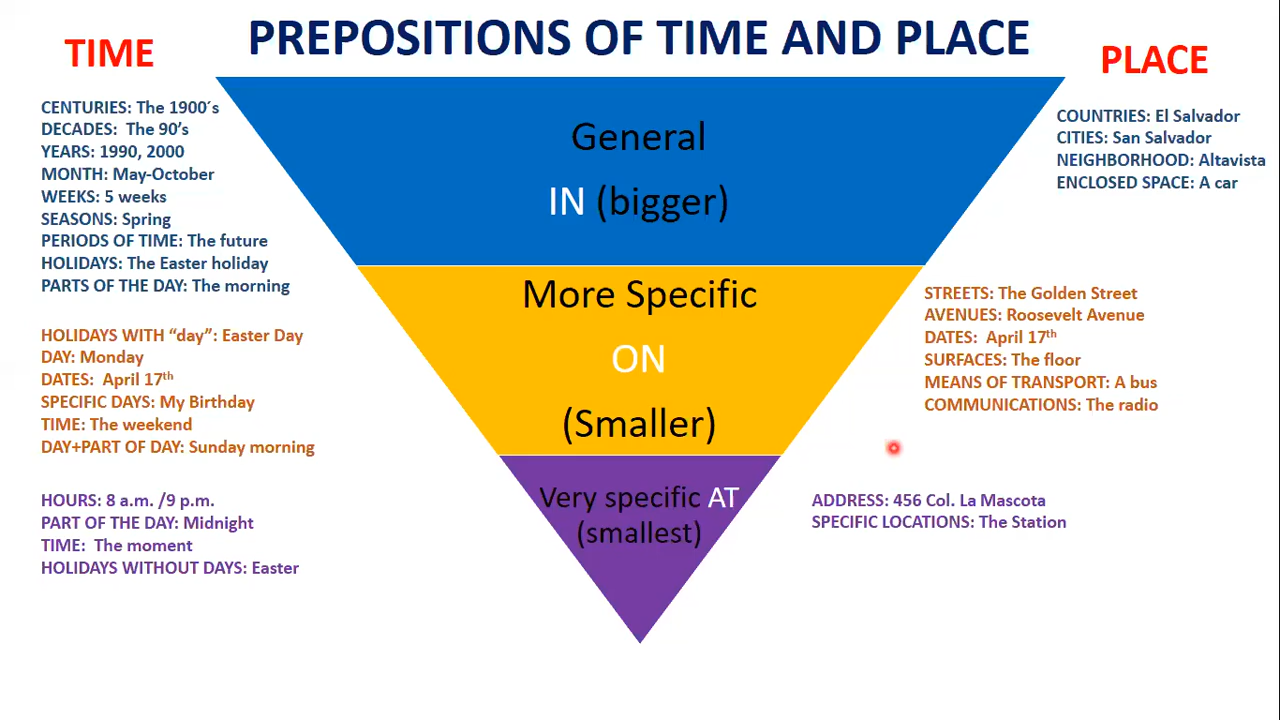 PREPOSITIONS OF TIME AND PLACE
TIME
CENTURIES: The 1900´s
DECADES:  The 90’s
YEARS: 1990, 2000
MONTH: May-October
WEEKS: 5 weeks
SEASONS: Spring
PERIODS OF TIME: The future
HOLIDAYS: The Easter holiday
PARTS OF THE DAY: The morning
HOLIDAYS WITH “day”: Easter Day
DAY: Monday
DATES:  April 17th
SPECIFIC DAYS: My Birthday
TIME: The weekend
DAY+PART OF DAY: Sunday morning
HOURS: 8 a.m. /9 p.m.
PART OF THE DAY: Midnight
TIME:  The moment
HOLIDAYS WITHOUT DAYS: Easter
General
IN (bigger)
More Specific
ON
(Smaller)
Very specific AT
(smallest)
PLACE
COUNTRIES: El Salvador
CITIES: San Salvador
NEIGHBORHOOD: Altavista
ENCLOSED SPACE: A car
STREETS: The Golden Street
AVENUES: Roosevelt Avenue
DATES:  April 17th
SURFACES: The floor
MEANS OF TRANSPORT: A bus
COMMUNICATIONS: The radio
ADDRESS: 456 Col. La Mascota
SPECIFIC LOCATIONS: The Station